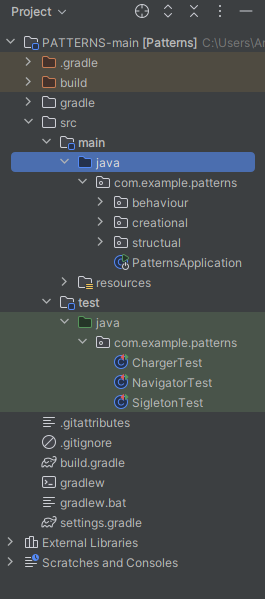 Project
PATTERNS-main [Patterns] C:\Users\Ar
.gradle
build
gradle
src
main
java
com.example.patterns
behaviour
creational
structual
PatternsApplication
resources
test
java
com.example.patterns
ChargerTest
NavigatorTest
SigletonTest
.gitattributes
.gitignore
build.gradle
gradlew
gradlew.bat
settings.gradle
External Libraries
Scratches and Consoles